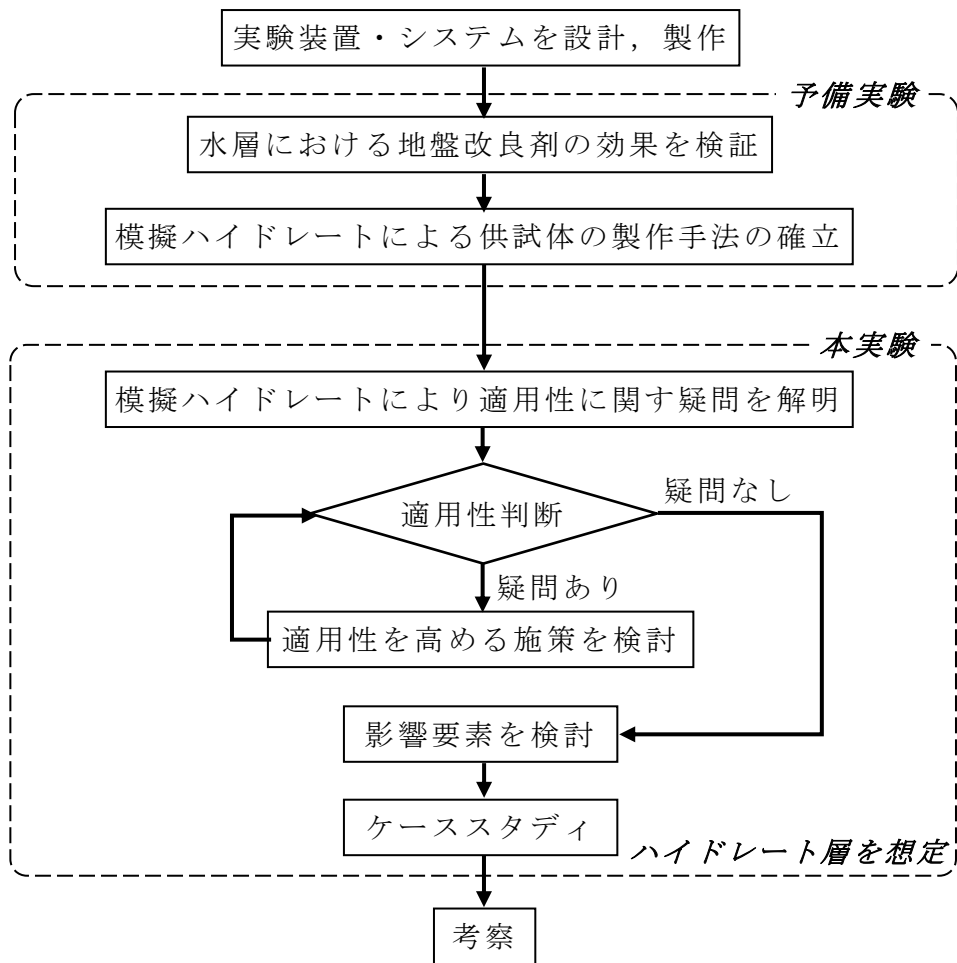 実験装置・システムを設計，製作
予備実験
水層における地盤改良剤の効果を検証
模擬ハイドレートによる供試体の製作手法の確立
本実験
模擬ハイドレートにより適用性に関す疑問を解明
疑問なし
適用性判断
疑問あり
適用性を高める施策を検討
影響要素を検討
ケーススタディ
ハイドレート層を想定
考察